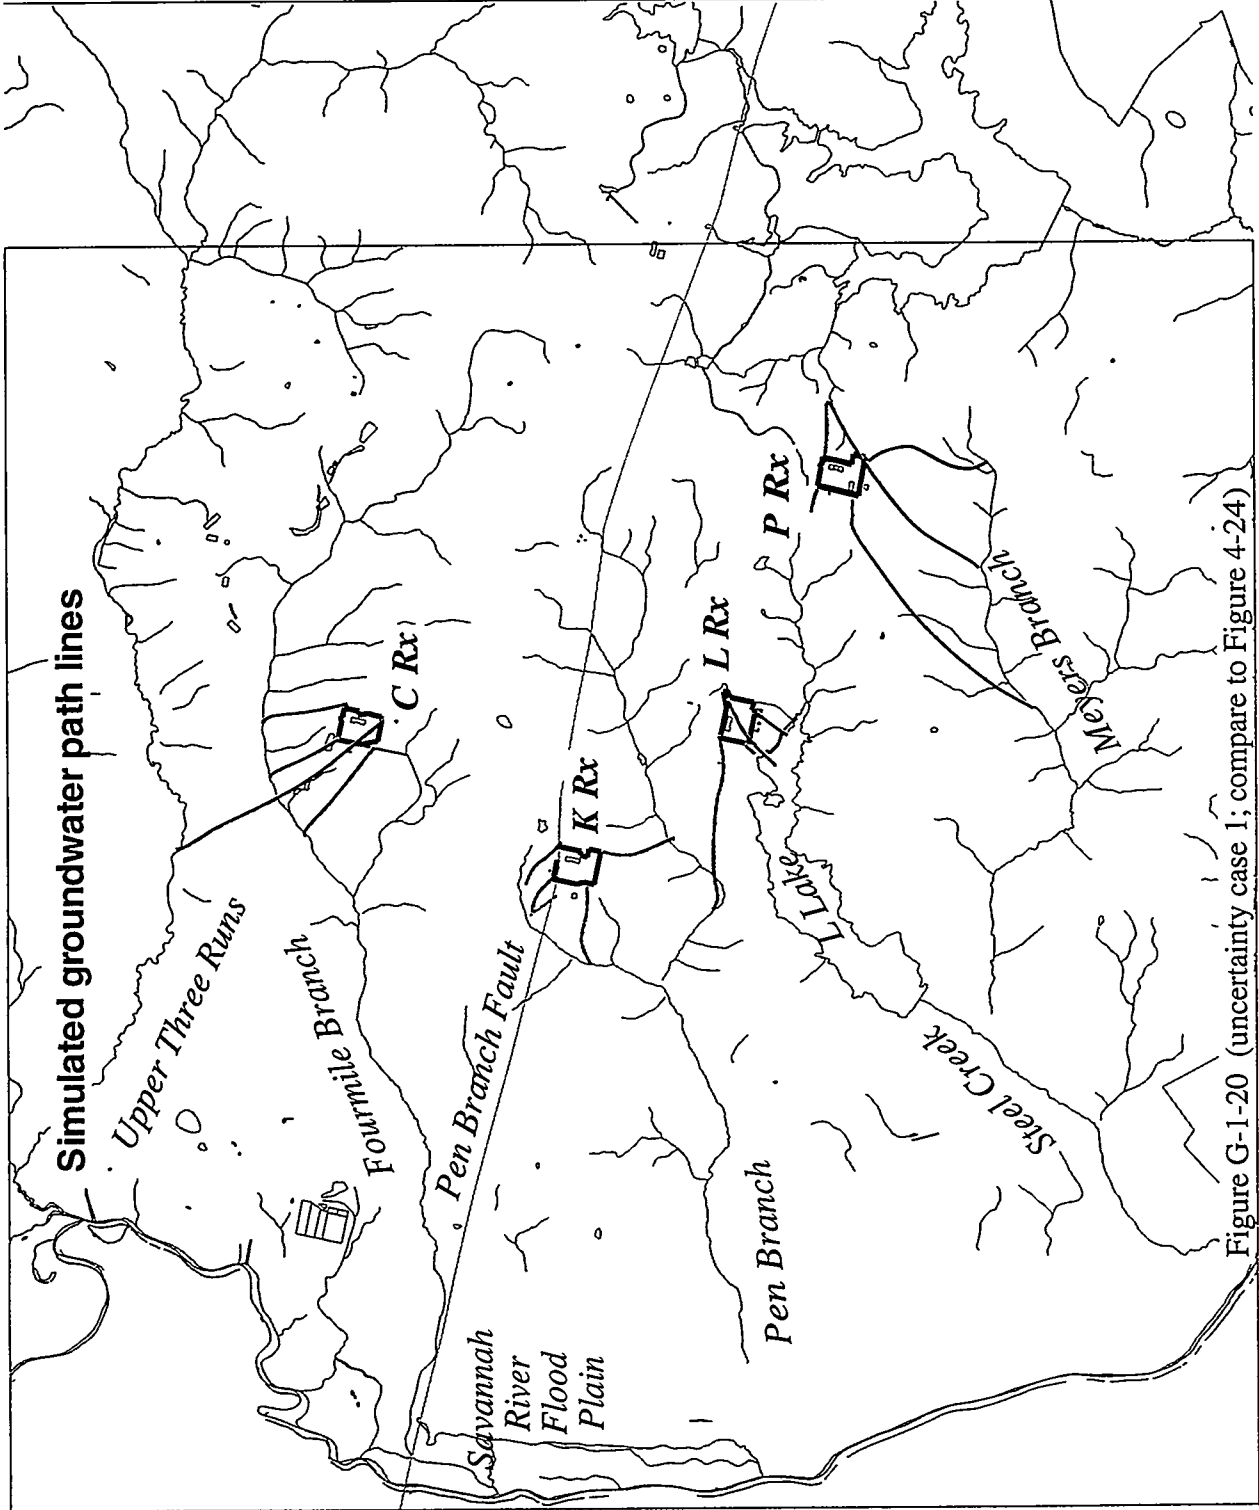 Simulated groundwater path lines
Upper Three Runs
Fourmile Branch
Pen Branch Fault
C Rx
K Rx
L Rx
P Rx
L Lake
Meyers Branch
Steel Creek
Pen Branch
Savannah
River
Flood
Plain
Figure G-1-20 (uncertainty case 1; compare to Figure 4-24)